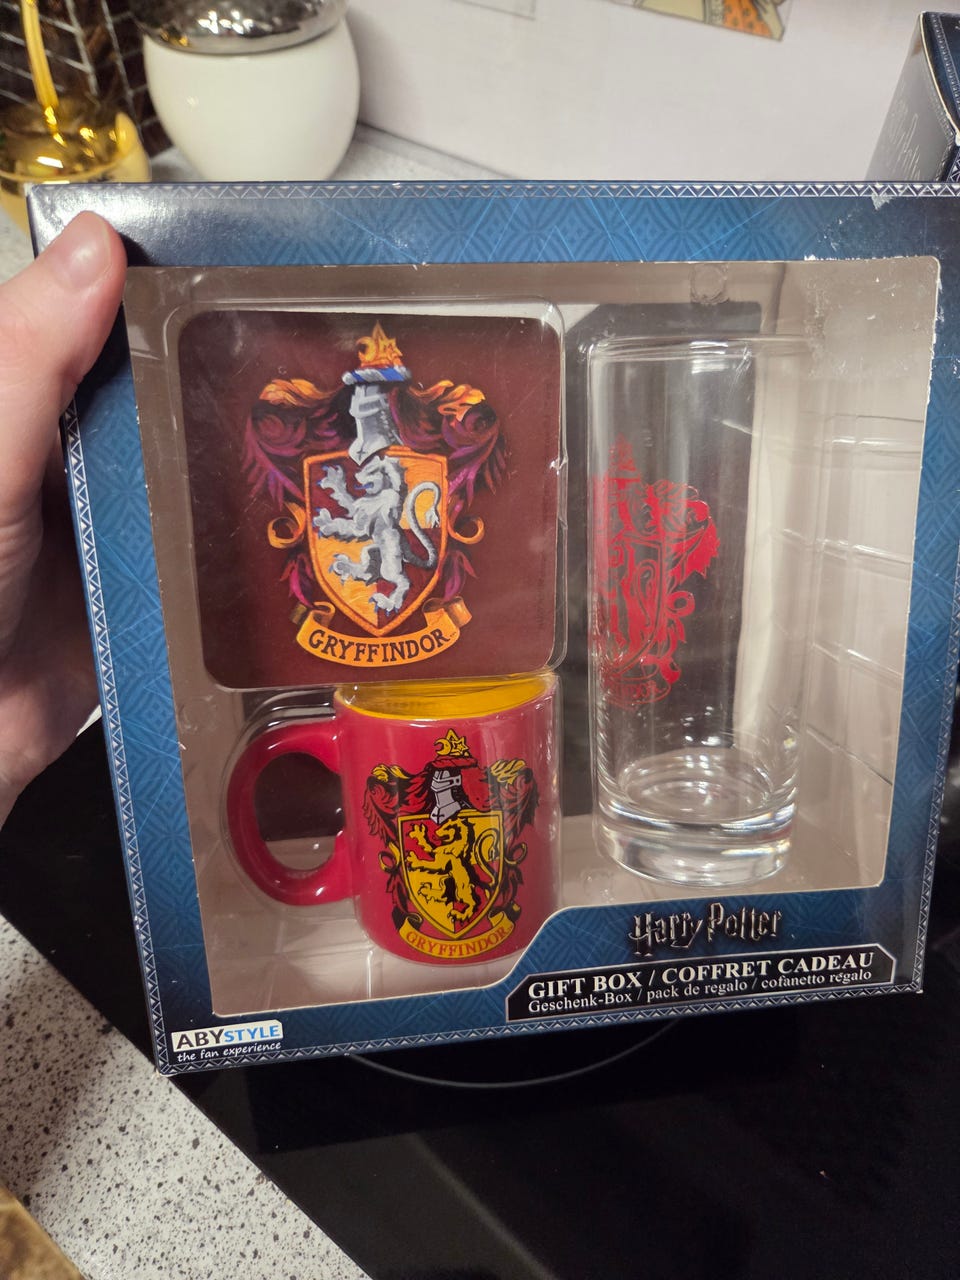 GRYFFINDOR
GRYFFINDOR
Harry Potter
GIFT BOX / COFFRET CADEAU
Geschenk-Box / pack de regalo / cofanetto regalo
ABYSTYLE
the fan experience